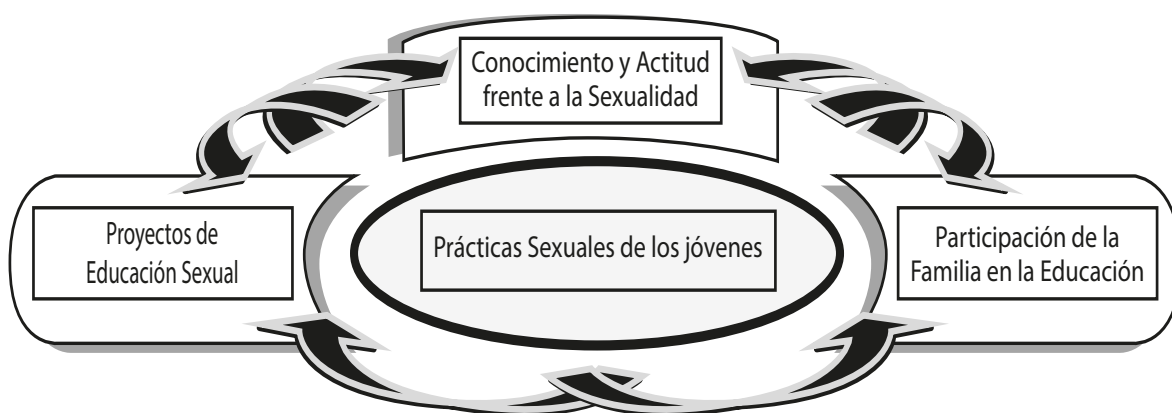 Conocimiento y Actitud
frente a la Sexualidad
Proyectos de
Educación Sexual
Prácticas Sexuales de los jóvenes
Participación de la
Familia en la Educación